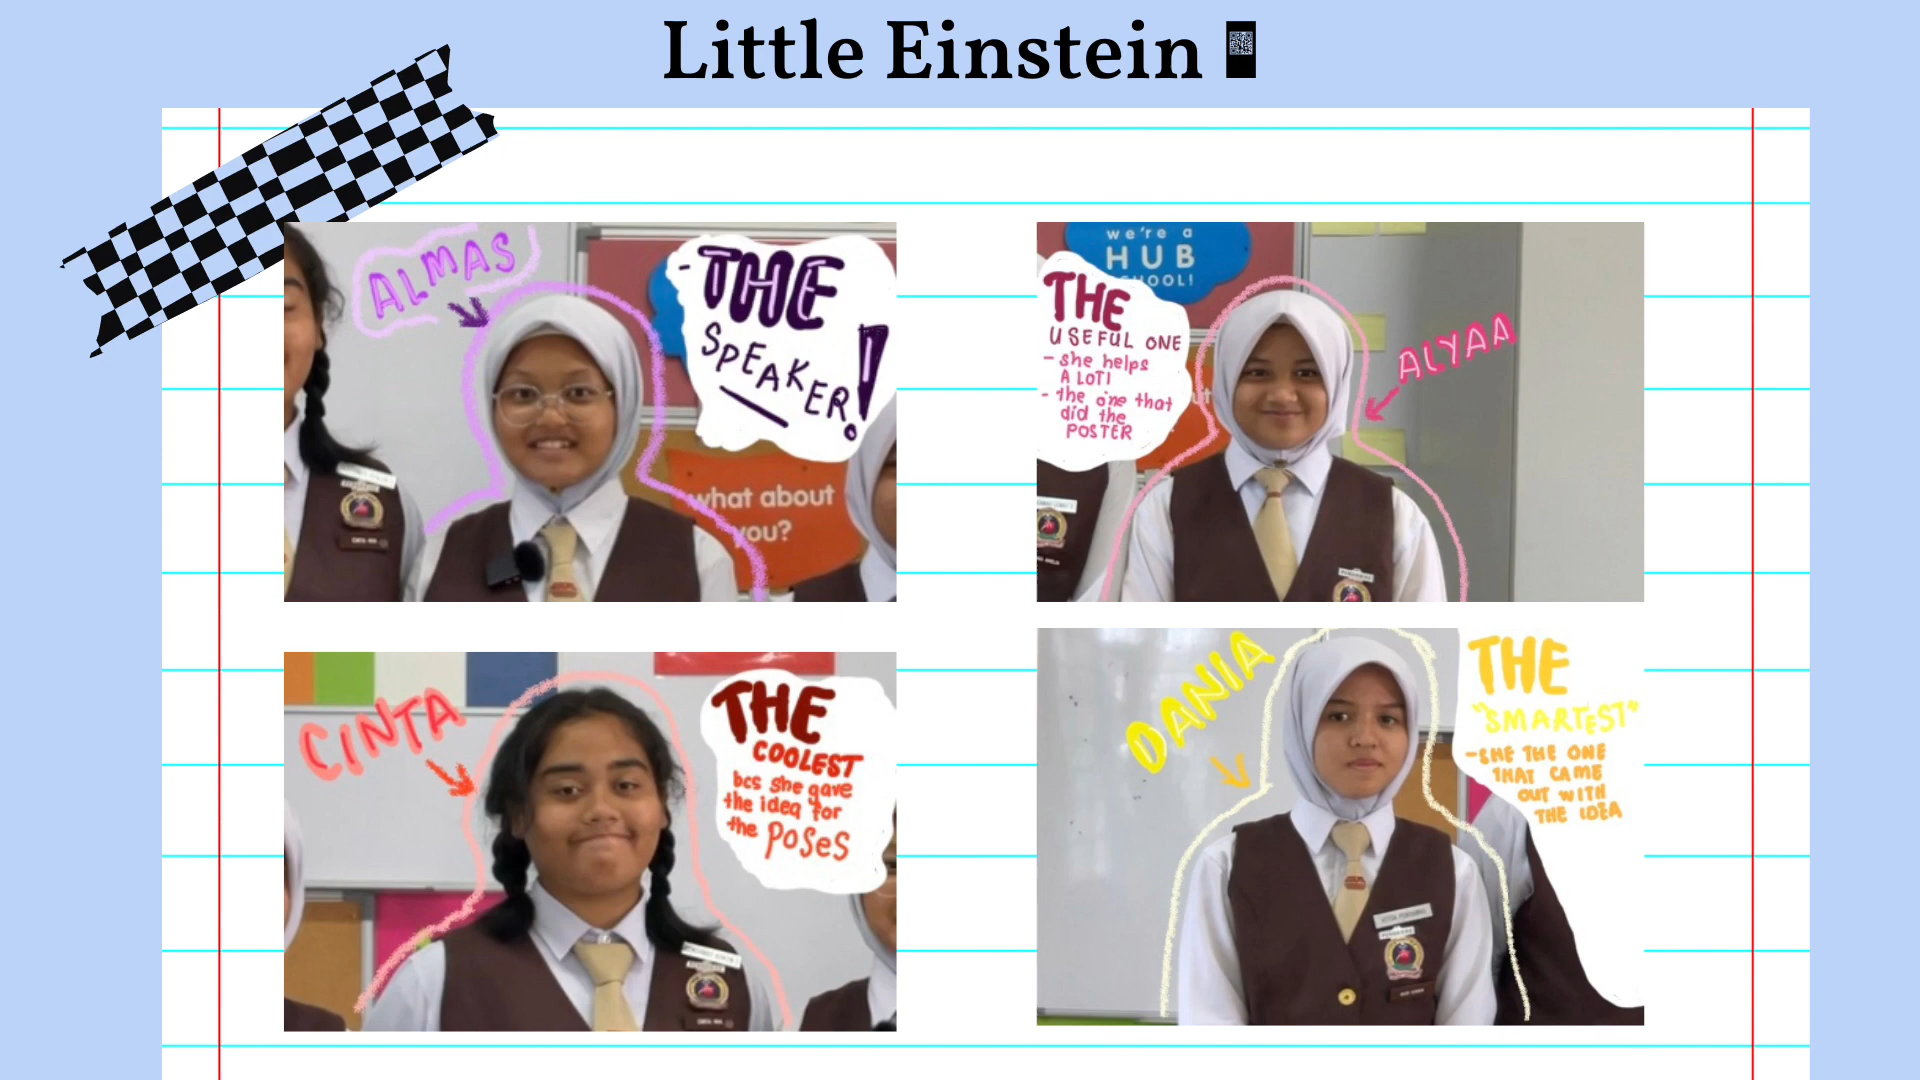 Little Einstein
ALMAS
-THE
SPEAKER!
what about
you?
we're a
HUB
THE
USEFUL ONE
- she helps
A LOT!
- the one that
did the
POSTER
ALYAA
CINTA
THE
COOLEST
bcs she gave
the idea for
the POSES
DANIA
THE
"SMARTEST"
-SHE THE ONE
THAT CAME
OUT WITH
THE IDEA